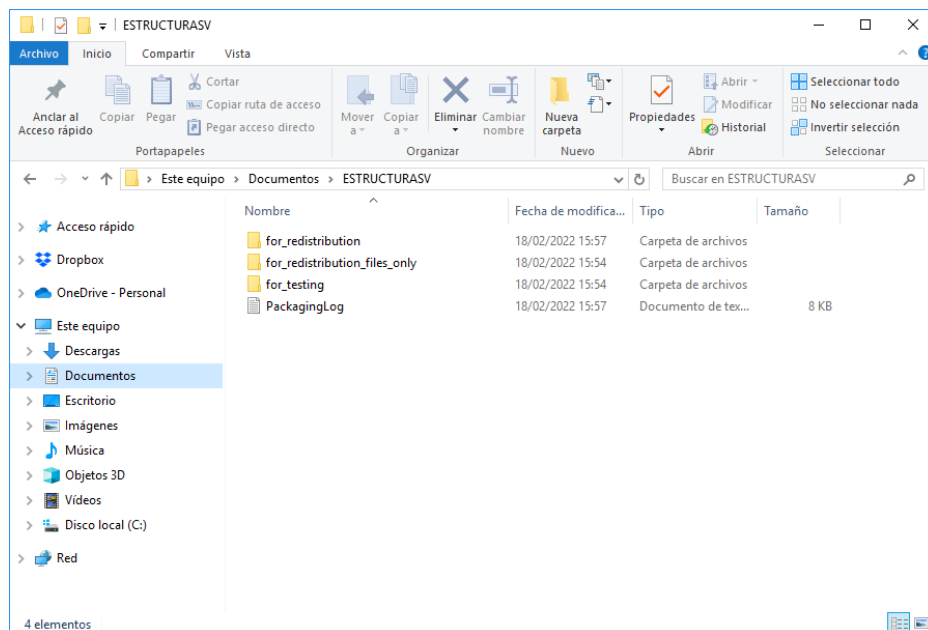 ESTRUCTURASV
Archivo Inicio Compartir Vista
Anclar al Acceso rápido
Copiar
Pegar
Cortar
Copiar ruta de acceso
Pegar acceso directo
Portapapeles
Mover a
Copiar a
Eliminar
Cambiar nombre
Organizar
Nueva carpeta
Nuevo
Propiedades
Abrir
Modificar
Historial
Abrir
Seleccionar todo
No seleccionar nada
Invertir selección
Seleccionar
Este equipo > Documentos > ESTRUCTURASV
Buscar en ESTRUCTURASV
Nombre Fecha de modifica... Tipo Tamaño
for_redistribution 18/02/2022 15:57 Carpeta de archivos
for_redistribution_files_only 18/02/2022 15:54 Carpeta de archivos
for_testing 18/02/2022 15:54 Carpeta de archivos
PackagingLog 18/02/2022 15:57 Documento de tex... 8 KB
Acceso rápido
Dropbox
OneDrive - Personal
Este equipo
Descargas
Documentos
Escritorio
Imágenes
Música
Objetos 3D
Vídeos
Disco local (C:)
Red
4 elementos